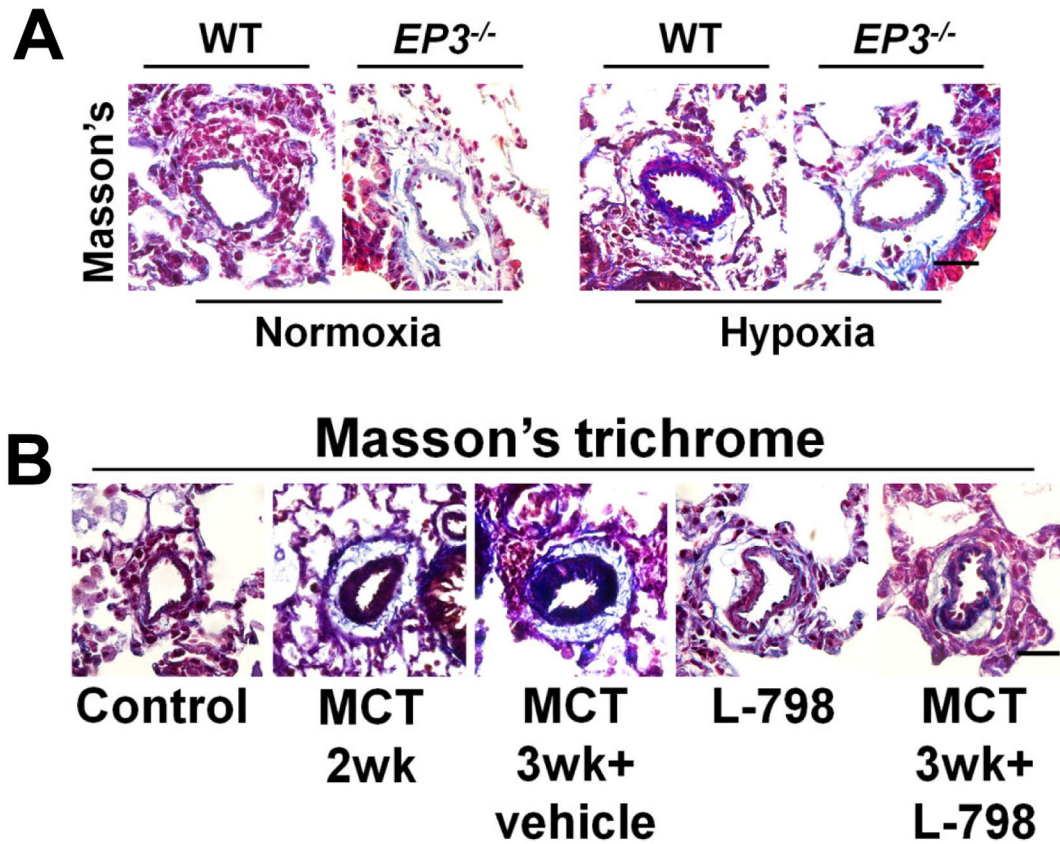 A
WT EP3-/- WT EP3-/-
Masson's
Normoxia Hypoxia
B
Masson's trichrome
Control MCT MCT L-798 MCT
2wk 3wk+ 3wk+
vehicle L-798